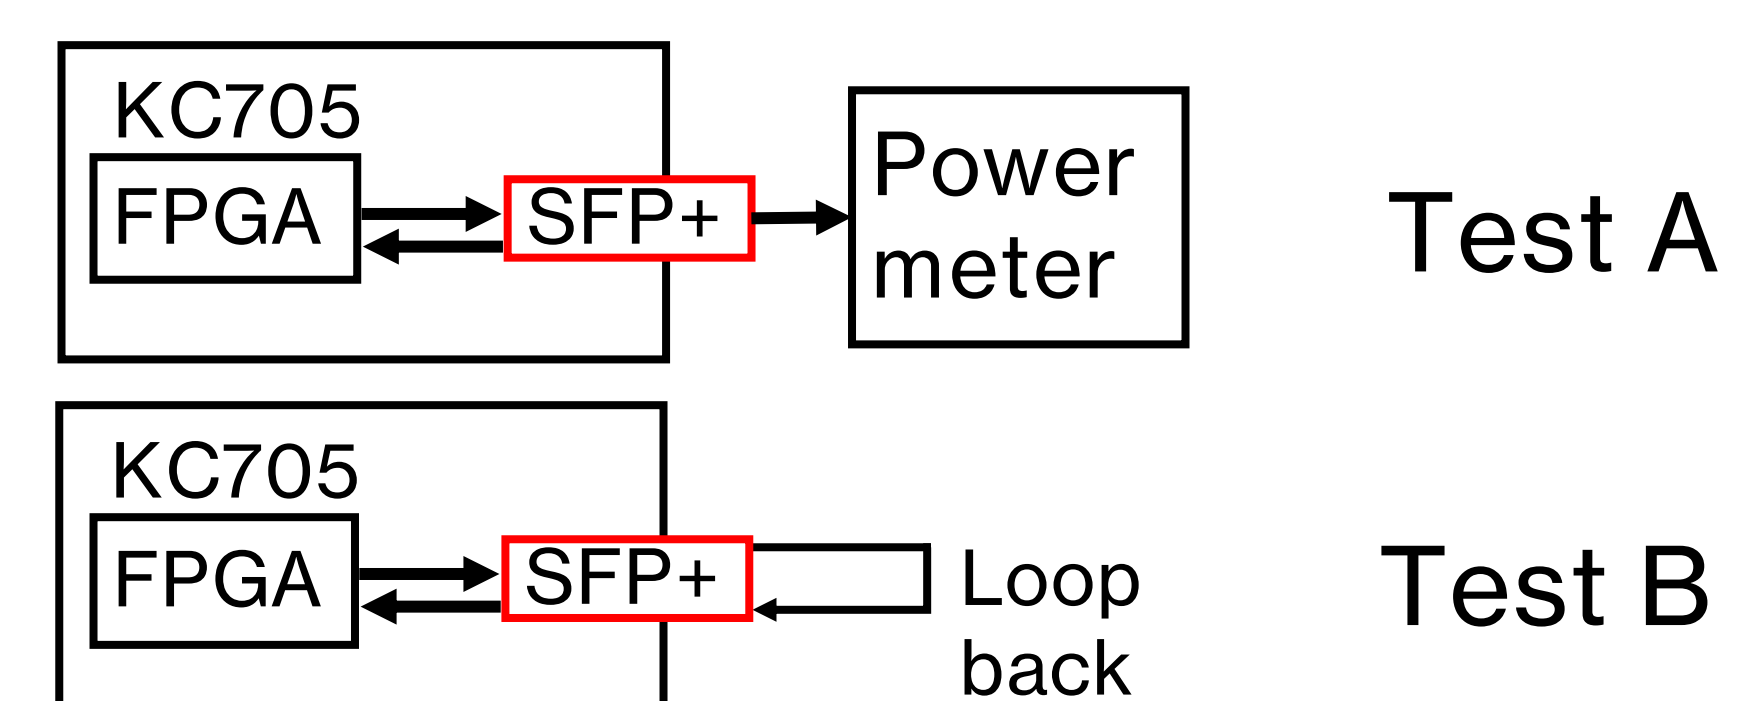 KC705
FPGA
SFP+
Power
meter
Test A
KC705
FPGA
SFP+
Loop
back
Test B